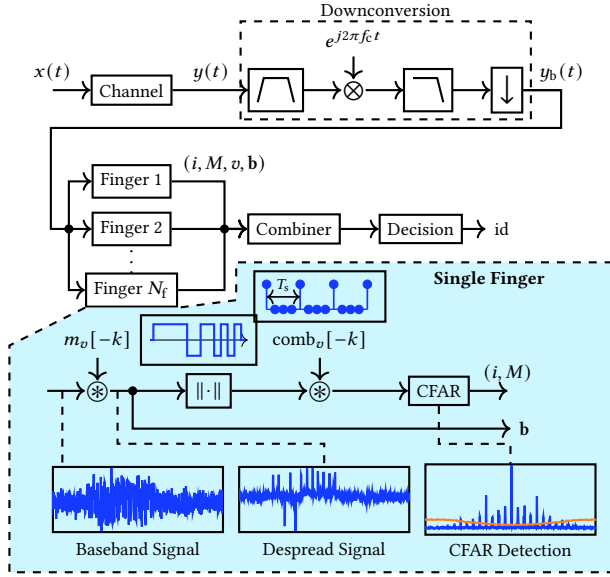 Downconversion
e^{j2πf_c t}
x(t)
Channel
y(t)
⊗
↓
y_b(t)
Finger 1
(i, M, v, b)
Finger 2
Combiner
Decision
id
⋮
Finger N_f
Single Finger
T_s
m_v[−k]
comb_v[−k]
⊛
‖·‖
⊛
CFAR
(i, M)
b
Baseband Signal
Despread Signal
CFAR Detection